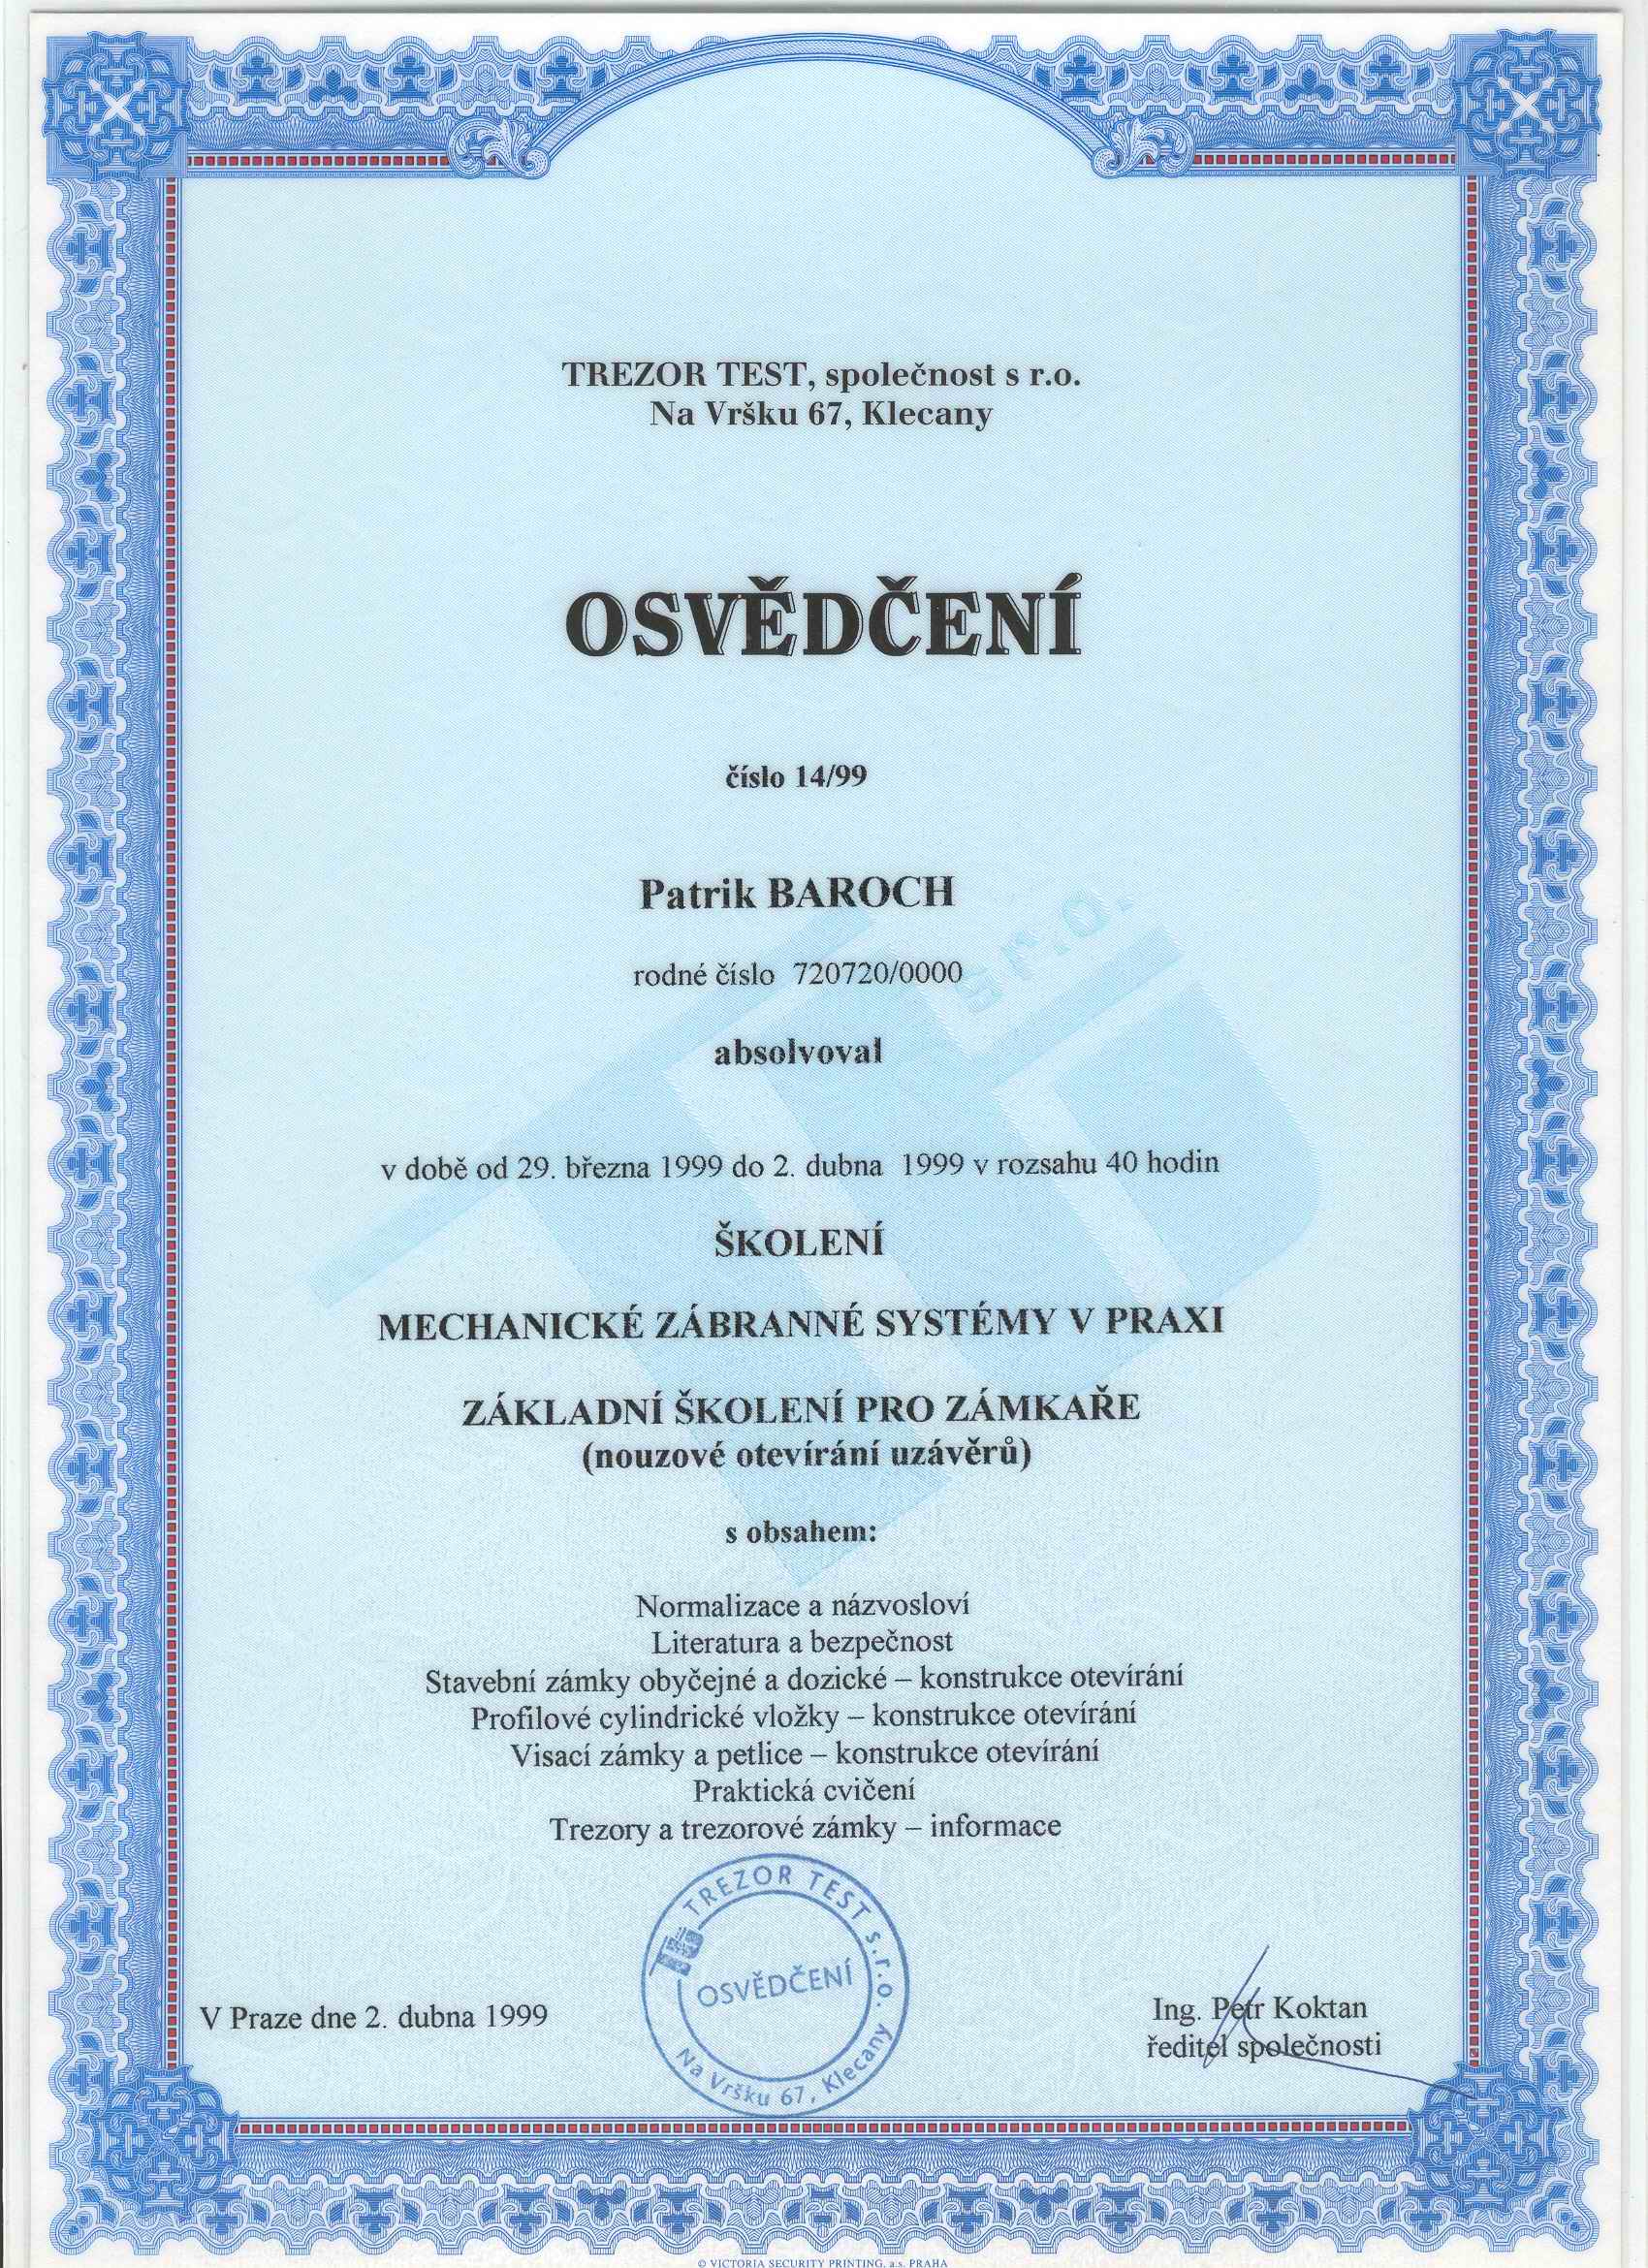 TREZOR TEST, společnost s r.o.
Na Vršku 67, Klecany
OSVĚDČENÍ
číslo 14/99
Patrik BAROCH
s r.o.
rodné číslo 720720/0000
absolvoval
v době od 29. března 1999 do 2. dubna 1999 v rozsahu 40 hodin
ŠKOLENÍ
MECHANICKÉ ZÁBRANNÉ SYSTÉMY V PRAXI
ZÁKLADNÍ ŠKOLENÍ PRO ZÁMKAŘE
(nouzové otevírání uzávěrů)
s obsahem:
Normalizace a názvosloví
Literatura a bezpečnost
Stavební zámky obyčejné a dozické – konstrukce otevírání
Profilové cylindrické vložky – konstrukce otevírání
Visací zámky a petlice – konstrukce otevírání
Praktická cvičení
Trezory a trezorové zámky – informace
TREZOR TEST s.r.o.
OSVĚDČENÍ
Na Vršku 67, Klecany
V Praze dne 2. dubna 1999
Ing. Petr Koktan
ředitel společnosti
© VICTORIA SECURITY PRINTING, a.s. PRAHA